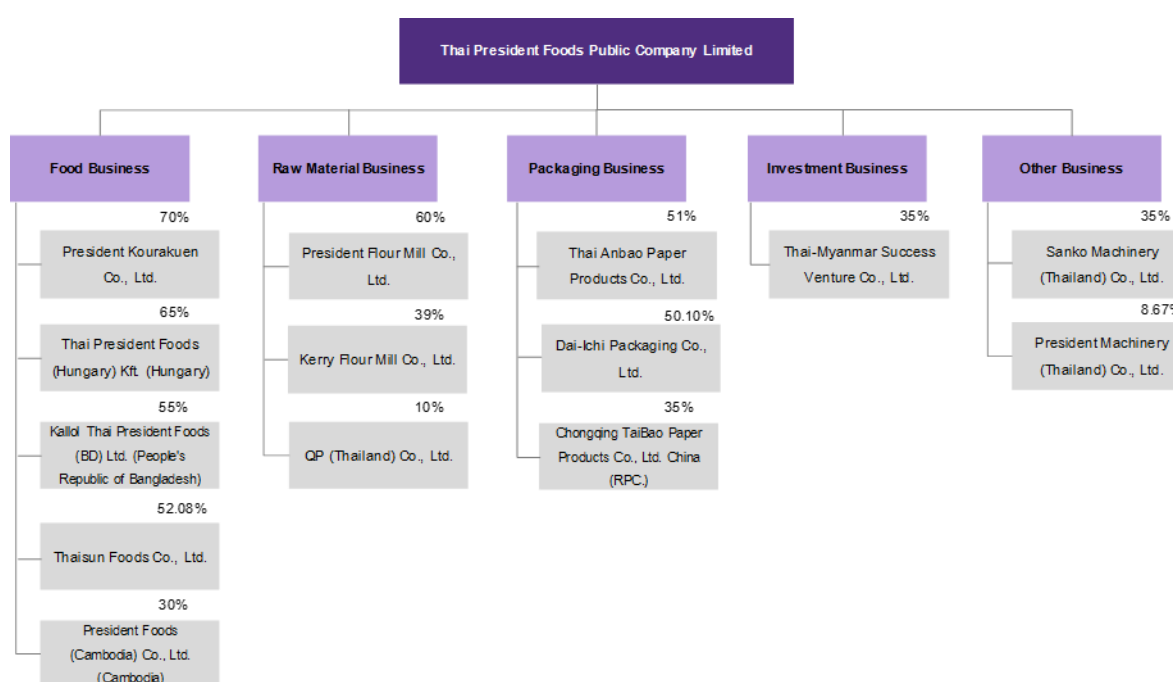 Thai President Foods Public Company Limited
Food Business
70%
President Kourakuen
Co., Ltd.
65%
Thai President Foods
(Hungary) Kft. (Hungary)
55%
Kallol Thai President Foods
(BD) Ltd. (People's
Republic of Bangladesh)
52.08%
Thaisun Foods Co., Ltd.
30%
President Foods
(Cambodia) Co., Ltd.
(Cambodia)
Raw Material Business
60%
President Flour Mill Co.,
Ltd.
39%
Kerry Flour Mill Co., Ltd.
10%
QP (Thailand) Co., Ltd.
Packaging Business
51%
Thai Anbao Paper
Products Co., Ltd.
50.10%
Dai-Ichi Packaging Co.,
Ltd.
35%
Chongqing TaiBao Paper
Products Co., Ltd. China
(RPC.)
Investment Business
35%
Thai-Myanmar Success
Venture Co., Ltd.
Other Business
35%
Sanko Machinery
(Thailand) Co., Ltd.
8.67%
President Machinery
(Thailand) Co., Ltd.